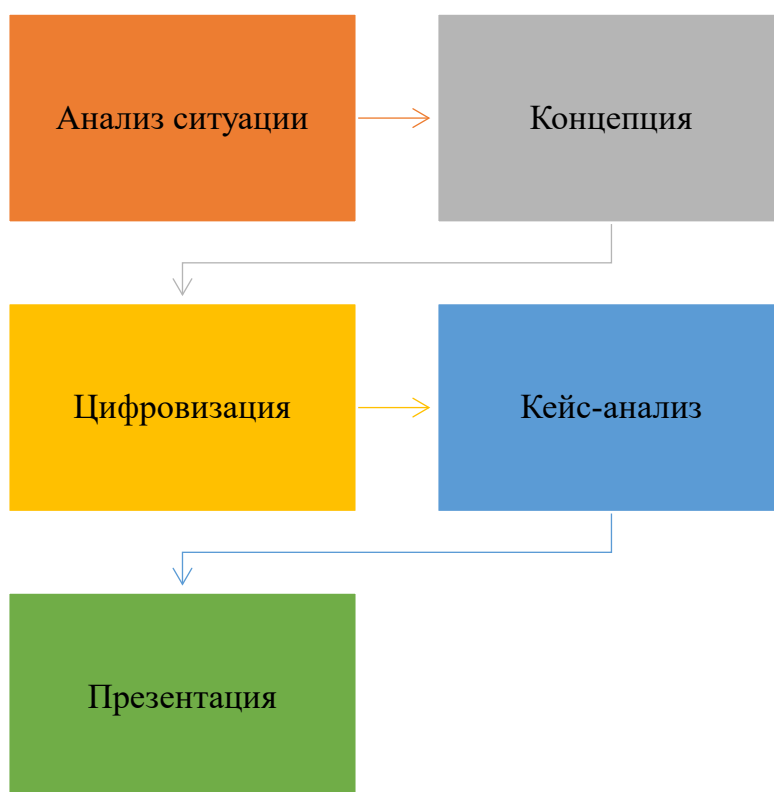 Анализ ситуации
Концепция
Цифровизация
Кейс-анализ
Презентация